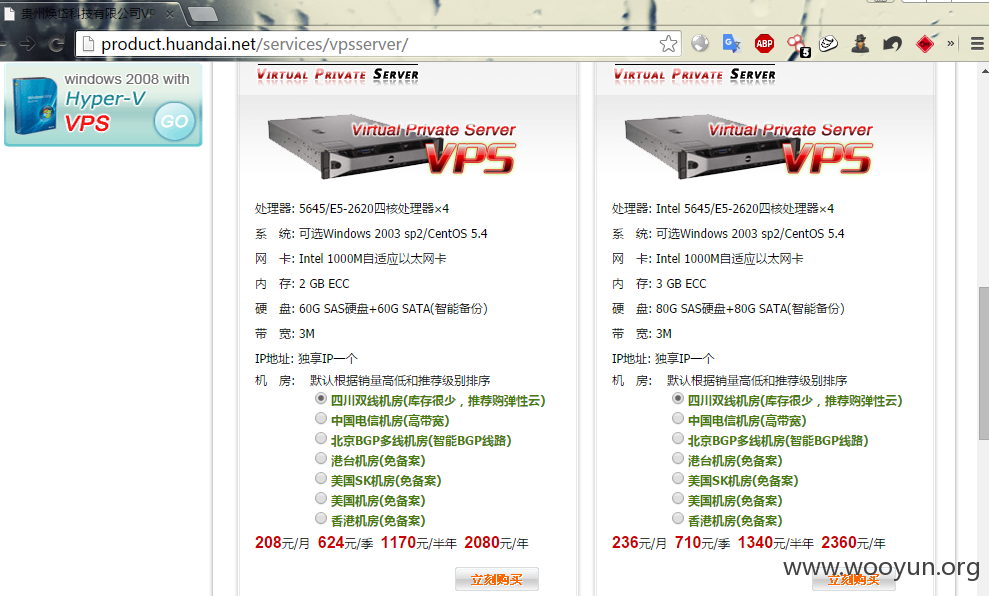 贵州焕岱科技有限公司VP
product.huandai.net/services/vpsserver/
ABP
5
windows 2008 with
Hyper-V
VPS
GO
Virtual Private Server
Virtual Private Server
VPS
处理器: 5645/E5-2620四核处理器×4
系 统: 可选Windows 2003 sp2/CentOS 5.4
网 卡: Intel 1000M自适应以太网卡
内 存: 2 GB ECC
硬 盘: 60G SAS硬盘+60G SATA(智能备份)
带 宽: 3M
IP地址: 独享IP一个
机 房: 默认根据销量高低和推荐级别排序
四川双线机房(库存很少，推荐购弹性云)
中国电信机房(高带宽)
北京BGP多线机房(智能BGP线路)
港台机房(免备案)
美国SK机房(免备案)
美国机房(免备案)
香港机房(免备案)
208元/月 624元/季 1170元/半年 2080元/年
立刻购买
Virtual Private Server
Virtual Private Server
VPS
处理器: Intel 5645/E5-2620四核处理器×4
系 统: 可选Windows 2003 sp2/CentOS 5.4
网 卡: Intel 1000M自适应以太网卡
内 存: 3 GB ECC
硬 盘: 80G SAS硬盘+80G SATA(智能备份)
带 宽: 3M
IP地址: 独享IP一个
机 房: 默认根据销量高低和推荐级别排序
四川双线机房(库存很少，推荐购弹性云)
中国电信机房(高带宽)
北京BGP多线机房(智能BGP线路)
港台机房(免备案)
美国SK机房(免备案)
美国机房(免备案)
香港机房(免备案)
236元/月 710元/季 1340元/半年 2360元/年
立刻购买
www.wooyun.org